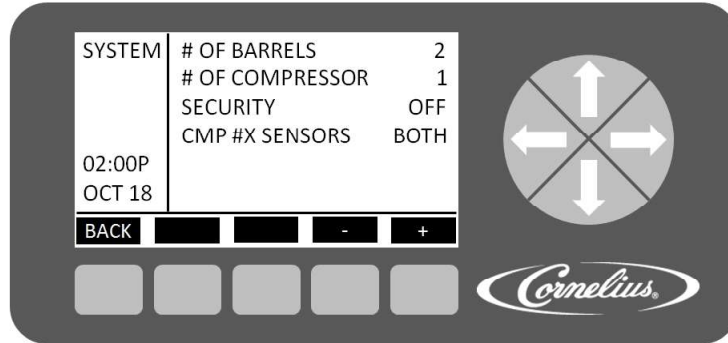 SYSTEM
02:00P
OCT 18
# OF BARRELS 2
# OF COMPRESSOR 1
SECURITY OFF
CMP #X SENSORS BOTH
BACK - +
Cornelius®